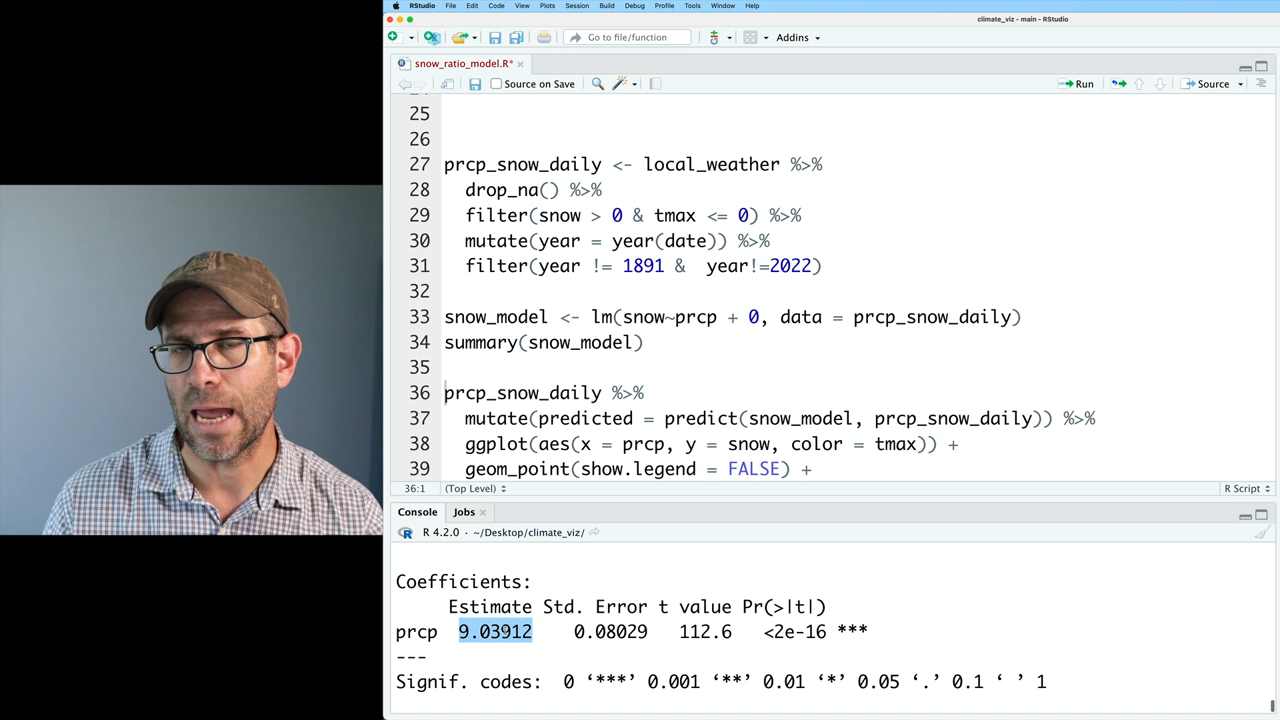 RStudio File Edit Code View Plots Session Build Debug Profile Tools Window Help
climate_viz - main - RStudio
Go to file/function Addins
snow_ratio_model.R*
Source on Save Run Source
25
26
27 prcp_snow_daily <- local_weather %>%
28 drop_na() %>%
29 filter(snow > 0 & tmax <= 0) %>%
30 mutate(year = year(date)) %>%
31 filter(year != 1891 &  year!=2022)
32
33 snow_model <- lm(snow~prcp + 0, data = prcp_snow_daily)
34 summary(snow_model)
35
36 prcp_snow_daily %>%
37 mutate(predicted = predict(snow_model, prcp_snow_daily)) %>%
38 ggplot(aes(x = prcp, y = snow, color = tmax)) +
39 geom_point(show.legend = FALSE) +
36:1 (Top Level) R Script
Console Jobs
R 4.2.0 · ~/Desktop/climate_viz/
Coefficients:
Estimate Std. Error t value Pr(>|t|)
prcp 9.03912 0.08029 112.6 <2e-16 ***
---
Signif. codes: 0 ‘***’ 0.001 ‘**’ 0.01 ‘*’ 0.05 ‘.’ 0.1 ‘ ’ 1